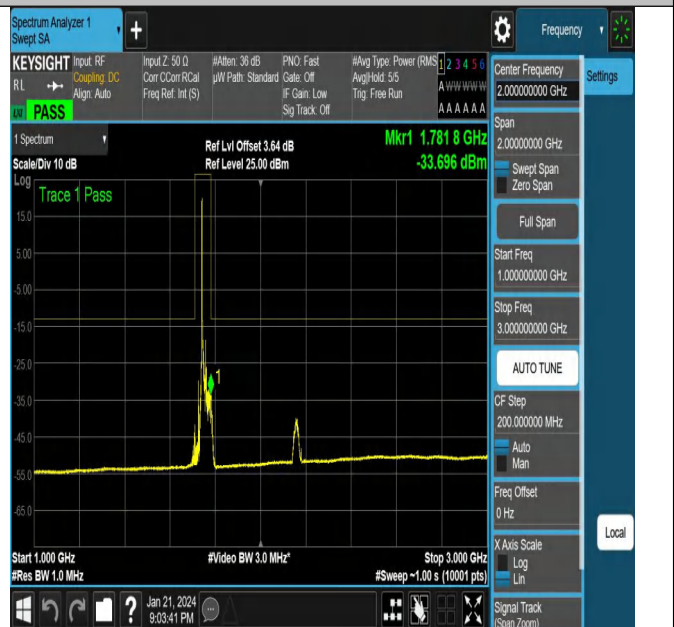 Spectrum Analyzer 1
Swept SA
+
Frequency
KEYSIGHT
RL
Input: RF
Coupling: DC
Align: Auto
Input Z: 50 Ω
Corr CCorr RCal
Freq Ref: Int (S)
#Atten: 36 dB
µW Path: Standard
PNO: Fast
Gate: Off
IF Gain: Low
Sig Track: Off
#Avg Type: Power (RMS
Avg|Hold: 5/5
Trig: Free Run
1 2 3 4 5 6
A W W W W W
A A A A A A
LXI
PASS
1 Spectrum
Scale/Div 10 dB
Ref Lvl Offset 3.64 dB
Ref Level 25.00 dBm
Mkr1 1.781 8 GHz
-33.696 dBm
Log
Trace 1 Pass
15.0
5.00
-5.00
-15.0
-25.0
-35.0
-45.0
-55.0
-65.0
1
Start 1.000 GHz
#Res BW 1.0 MHz
#Video BW 3.0 MHz*
Stop 3.000 GHz
#Sweep ~1.00 s (10001 pts)
Center Frequency
2.000000000 GHz
Settings
Span
2.00000000 GHz
Swept Span
Zero Span
Full Span
Start Freq
1.000000000 GHz
Stop Freq
3.000000000 GHz
AUTO TUNE
CF Step
200.000000 MHz
Auto
Man
Freq Offset
0 Hz
X Axis Scale
Log
Lin
Local
Signal Track
(Span Zoom)
?
Jan 21, 2024
9:03:41 PM